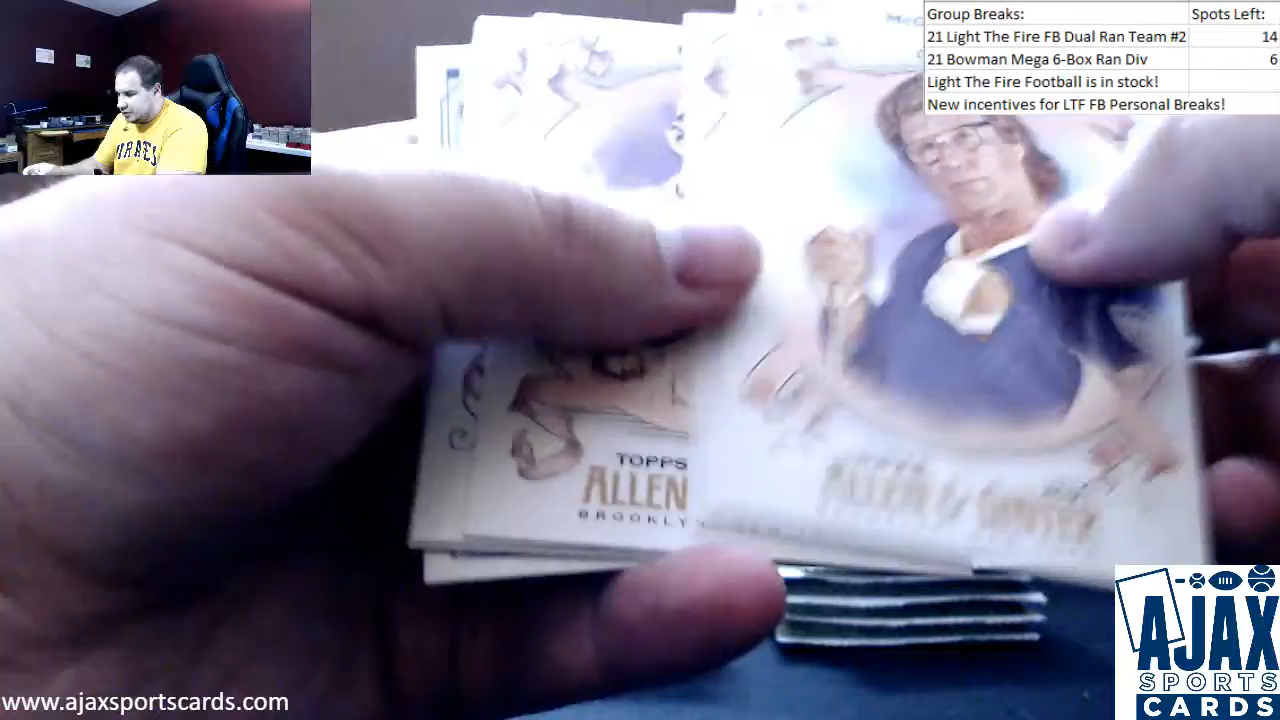 Group Breaks: Spots Left:
21 Light The Fire FB Dual Ran Team #2 14
21 Bowman Mega 6-Box Ran Div 6
Light The Fire Football is in stock!
New incentives for LTF FB Personal Breaks!
PIRATES
TOPPS
ALLEN
BROOKLY
ALLEN & GINTER
AJAX
SPORTS
CARDS
www.ajaxsportscards.com